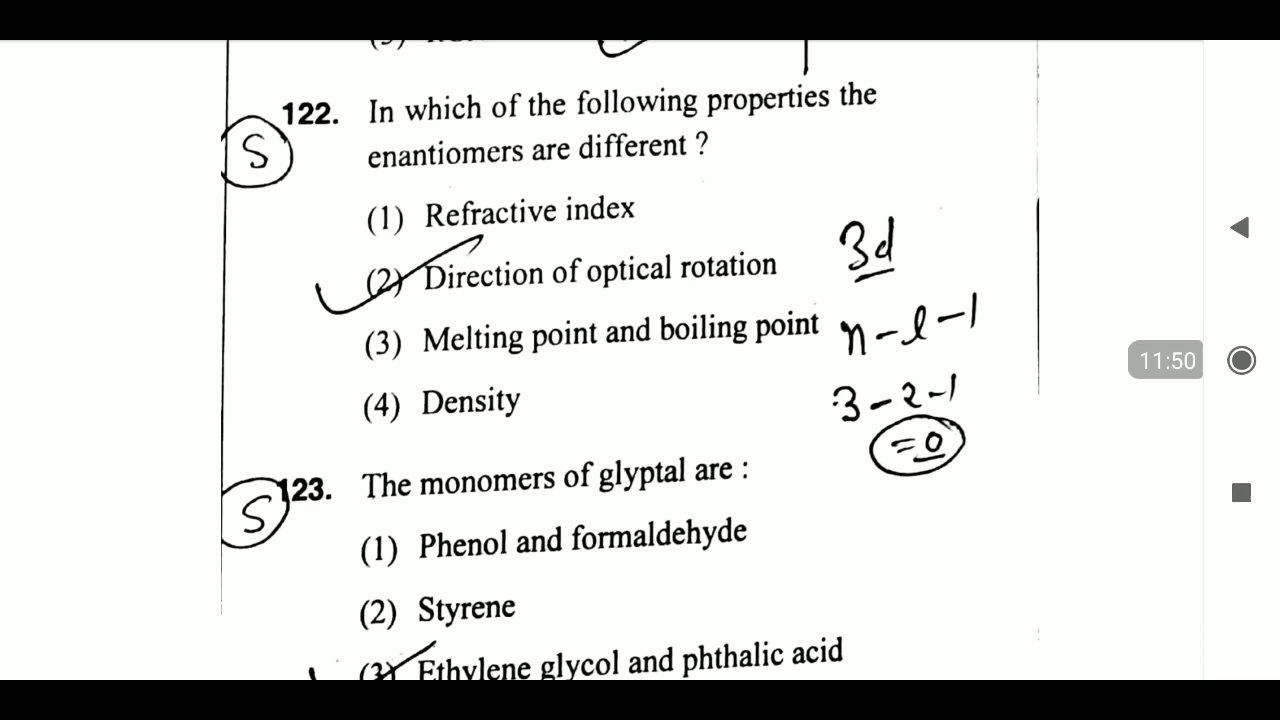 122. In which of the following properties the
enantiomers are different ?
S
(1) Refractive index
(2) Direction of optical rotation
(3) Melting point and boiling point
(4) Density
3d
n-l-1
3-2-1
=0
11:50
123. The monomers of glyptal are :
S
(1) Phenol and formaldehyde
(2) Styrene
(3) Ethylene glycol and phthalic acid